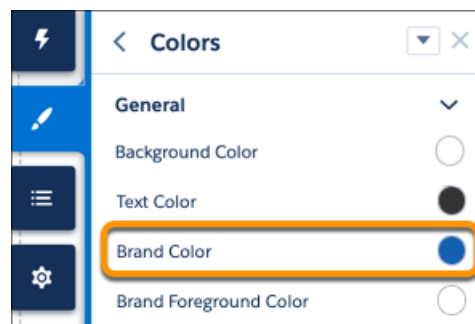 Colors
General
Background Color
Text Color
Brand Color
Brand Foreground Color